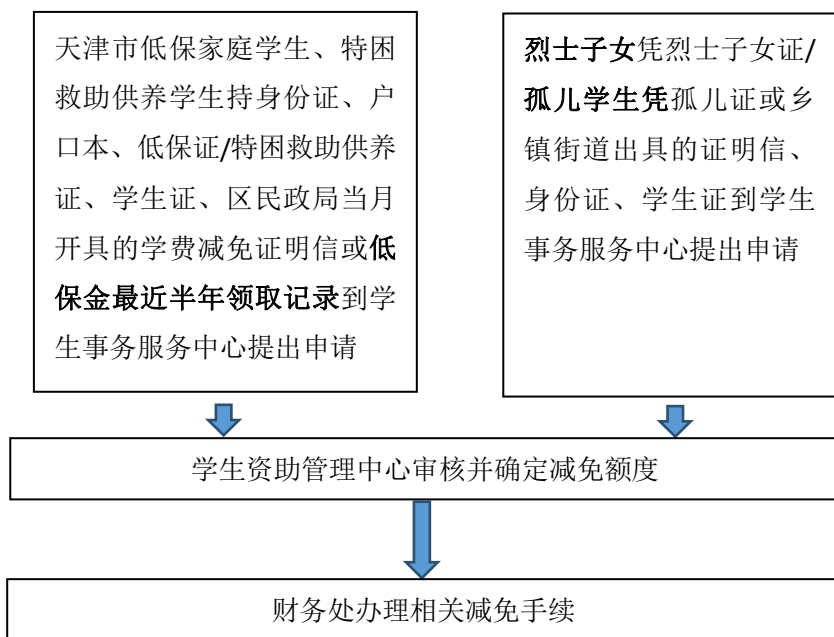 天津市低保家庭学生、特困
救助供养学生持身份证、户
口本、低保证/特困救助供养
证、学生证、区民政局当月
开具的学费减免证明信或低
保金最近半年领取记录到学
生事务服务中心提出申请
烈士子女凭烈士子女证/
孤儿学生凭孤儿证或乡
镇街道出具的证明信、
身份证、学生证到学生
事务服务中心提出申请
学生资助管理中心审核并确定减免额度
财务处办理相关减免手续